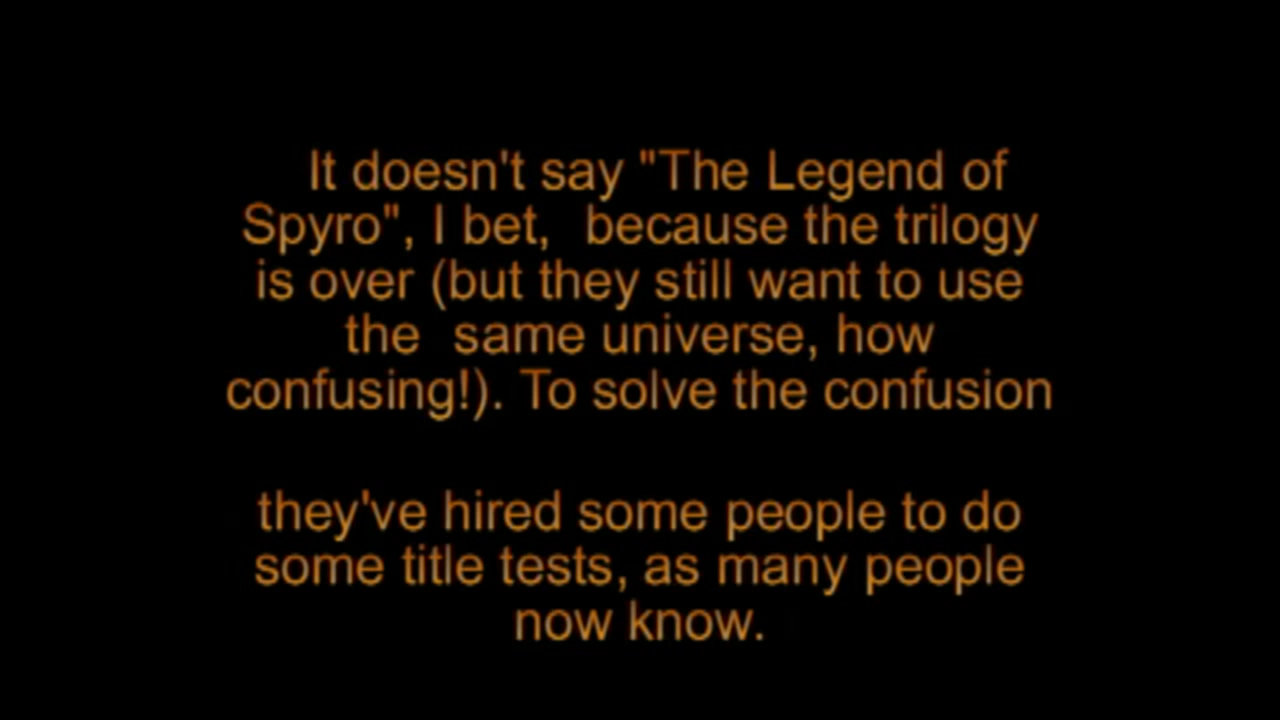 It doesn't say "The Legend of
Spyro", I bet, because the trilogy
is over (but they still want to use
the same universe, how
confusing!). To solve the confusion
they've hired some people to do
some title tests, as many people
now know.